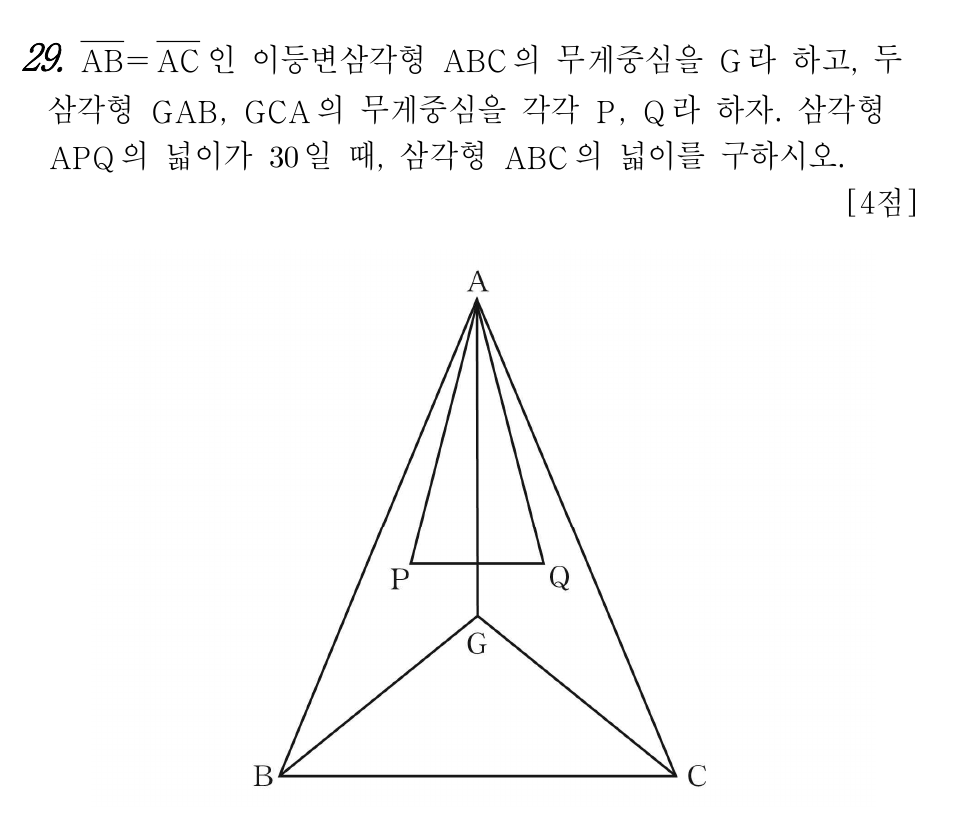 29. AB=AC인 이등변삼각형 ABC의 무게중심을 G라 하고, 두
삼각형 GAB, GCA의 무게중심을 각각 P, Q라 하자. 삼각형
APQ의 넓이가 30일 때, 삼각형 ABC의 넓이를 구하시오.
[4점]
A
P
Q
G
B
C